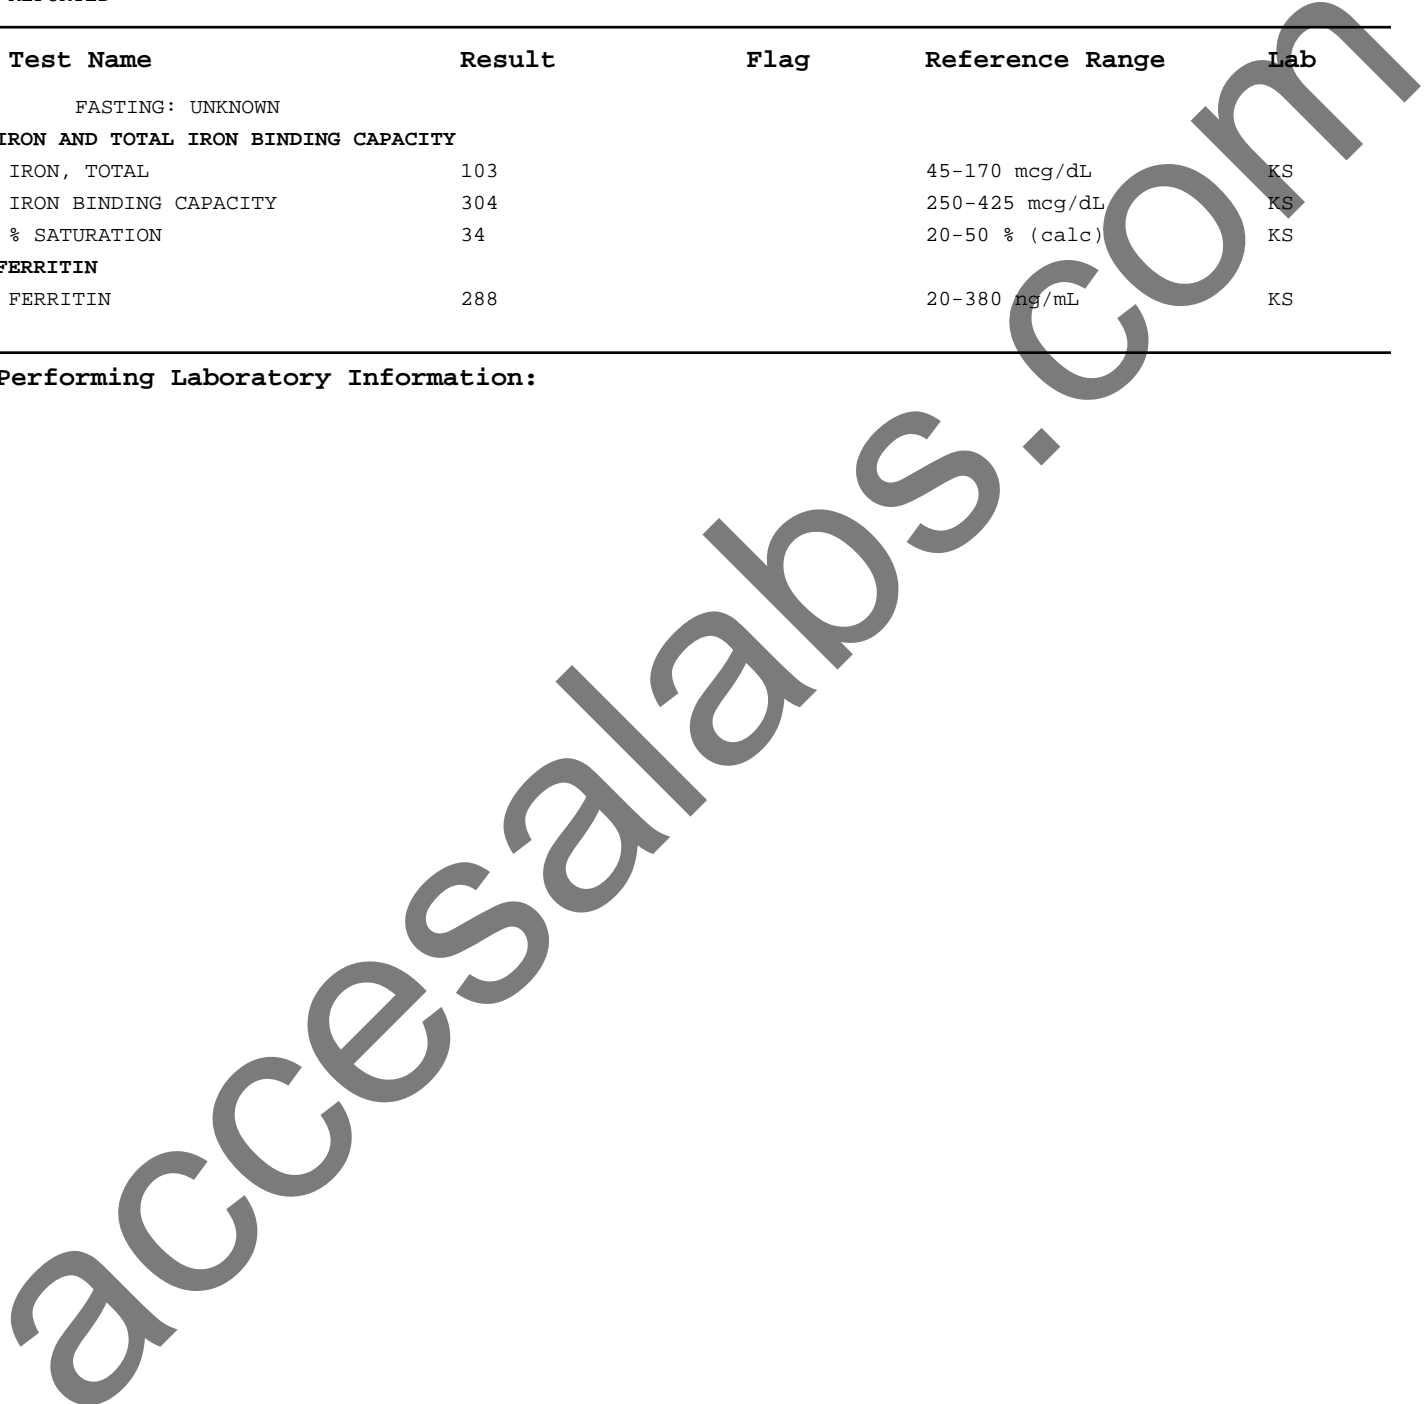 Test Name Result Flag Reference Range Lab
FASTING: UNKNOWN
IRON AND TOTAL IRON BINDING CAPACITY
IRON, TOTAL 103 45-170 mcg/dL KS
IRON BINDING CAPACITY 304 250-425 mcg/dL KS
% SATURATION 34 20-50 % (calc) KS
FERRITIN
FERRITIN 288 20-380 ng/mL KS
Performing Laboratory Information:
accesalabs.com